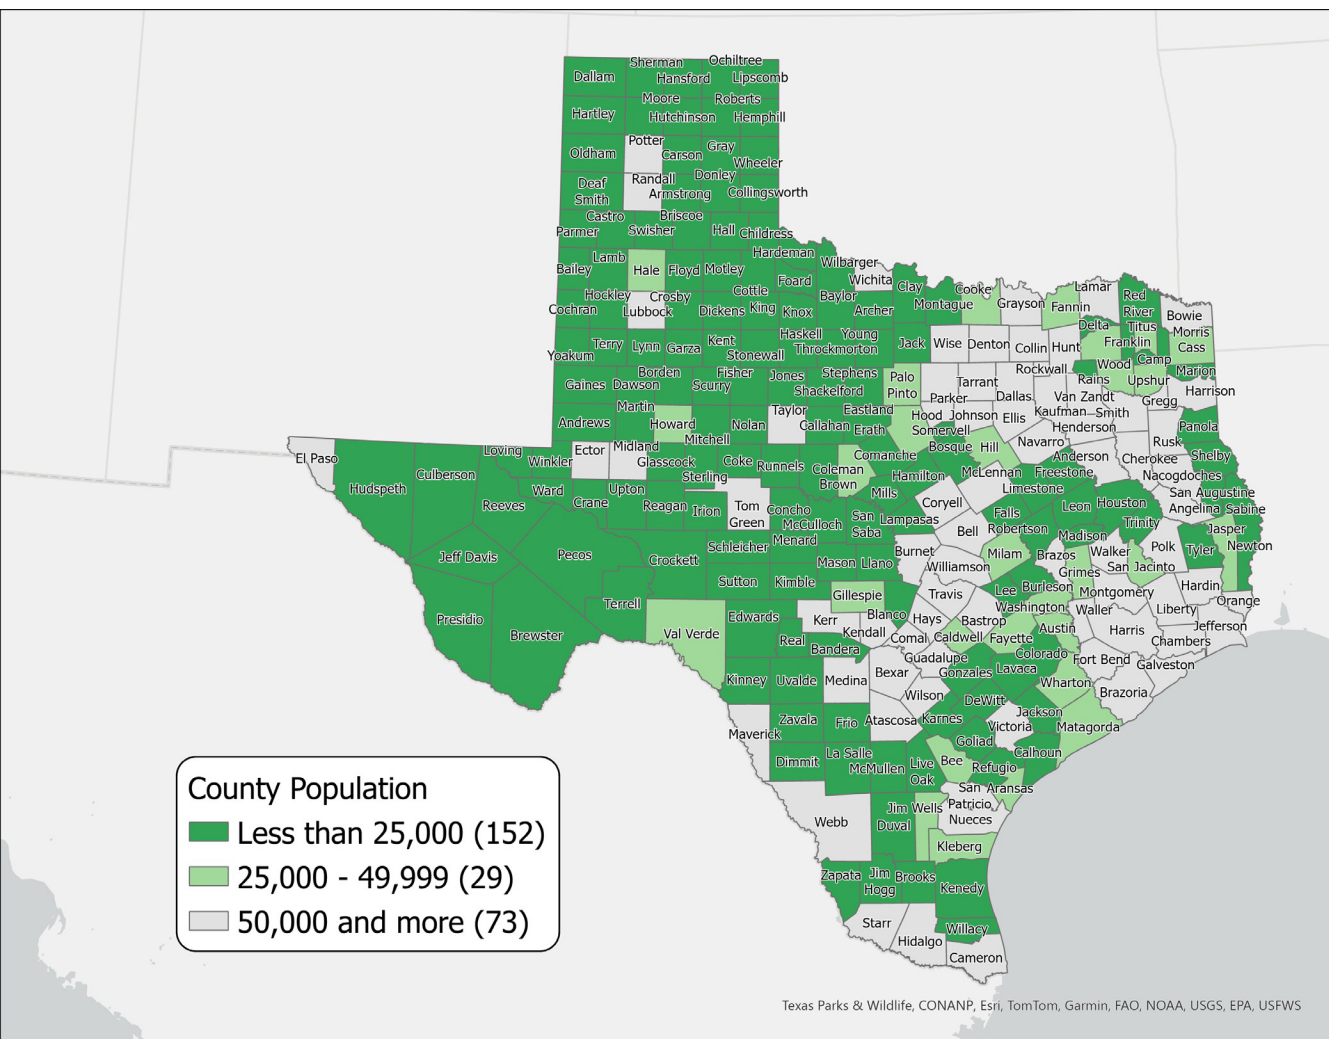 Sherman
Ochiltree
Dallam
Hansford
Lipscomb
Moore
Roberts
Hartley
Hutchinson
Hemphill
Potter
Gray
Oldham
Carson
Wheeler
Donley
Randall
Deaf
Smith
Armstrong
Collingsworth
Castro
Briscoe
Parmer
Swisher
Hall
Childress
Hardeman
Lamb
Wilbarger
Bailey
Hale
Floyd
Motley
Foard
Wichita
Clay
Cooke
Lamar
Hockley
Crosby
Cottle
Baylor
Montague
Grayson
Fannin
Red
River
Bowie
Cochran
Lubbock
Dickens
King
Knox
Archer
Delta
Titus
Morris
Terry
Lynn
Garza
Kent
Haskell
Young
Jack
Wise
Denton
Collin
Hunt
Franklin
Cass
Yoakum
Stonewall
Throckmorton
Wood
Camp
Borden
Fisher
Jones
Stephens
Palo
Pinto
Rockwall
Rains
Upshur
Marion
Gaines
Dawson
Scurry
Shackelford
Parker
Tarrant
Dallas
Van Zandt
Gregg
Harrison
Martin
Taylor
Eastland
Hood
Johnson
Ellis
Kaufman
Smith
Andrews
Howard
Nolan
Callahan
Erath
Somervell
Henderson
Panola
Mitchell
Bosque
Hill
Navarro
Rusk
Loving
Ector
Midland
El Paso
Winkler
Glasscock
Coke
Runnels
Coleman
Comanche
Anderson
Cherokee
Shelby
Culberson
Sterling
Brown
Hamilton
McLennan
Freestone
Nacogdoches
Hudspeth
Ward
Upton
Mills
Limestone
San Augustine
Reeves
Crane
Reagan
Irion
Tom
Green
Concho
San
Saba
Coryell
Falls
Leon
Houston
Angelina
Sabine
McCulloch
Lampasas
Robertson
Trinity
Menard
Bell
Madison
Jasper
Jeff Davis
Pecos
Crockett
Schleicher
Mason
Llano
Burnet
Milam
Brazos
Walker
Polk
Tyler
Newton
Williamson
Grimes
San Jacinto
Sutton
Kimble
Burleson
Hardin
Gillespie
Travis
Lee
Montgomery
Orange
Terrell
Edwards
Blanco
Washington
Waller
Liberty
Presidio
Kerr
Hays
Bastrop
Austin
Harris
Jefferson
Brewster
Val Verde
Real
Kendall
Comal
Caldwell
Fayette
Chambers
Bandera
Guadalupe
Colorado
Fort Bend
Galveston
Kinney
Uvalde
Medina
Bexar
Gonzales
Lavaca
Wharton
Wilson
DeWitt
Brazoria
Zavala
Frio
Atascosa
Karnes
Jackson
Maverick
Victoria
Matagorda
Goliad
Dimmit
La Salle
McMullen
Live
Oak
Bee
Calhoun
Refugio
San
Patricio
Aransas
Webb
Jim Wells
Duval
Nueces
Kleberg
Zapata
Jim
Hogg
Brooks
Kenedy
Starr
Willacy
Hidalgo
Cameron
County Population
Less than 25,000 (152)
25,000 - 49,999 (29)
50,000 and more (73)
Texas Parks & Wildlife, CONANP, Esri, TomTom, Garmin, FAO, NOAA, USGS, EPA, USFWS